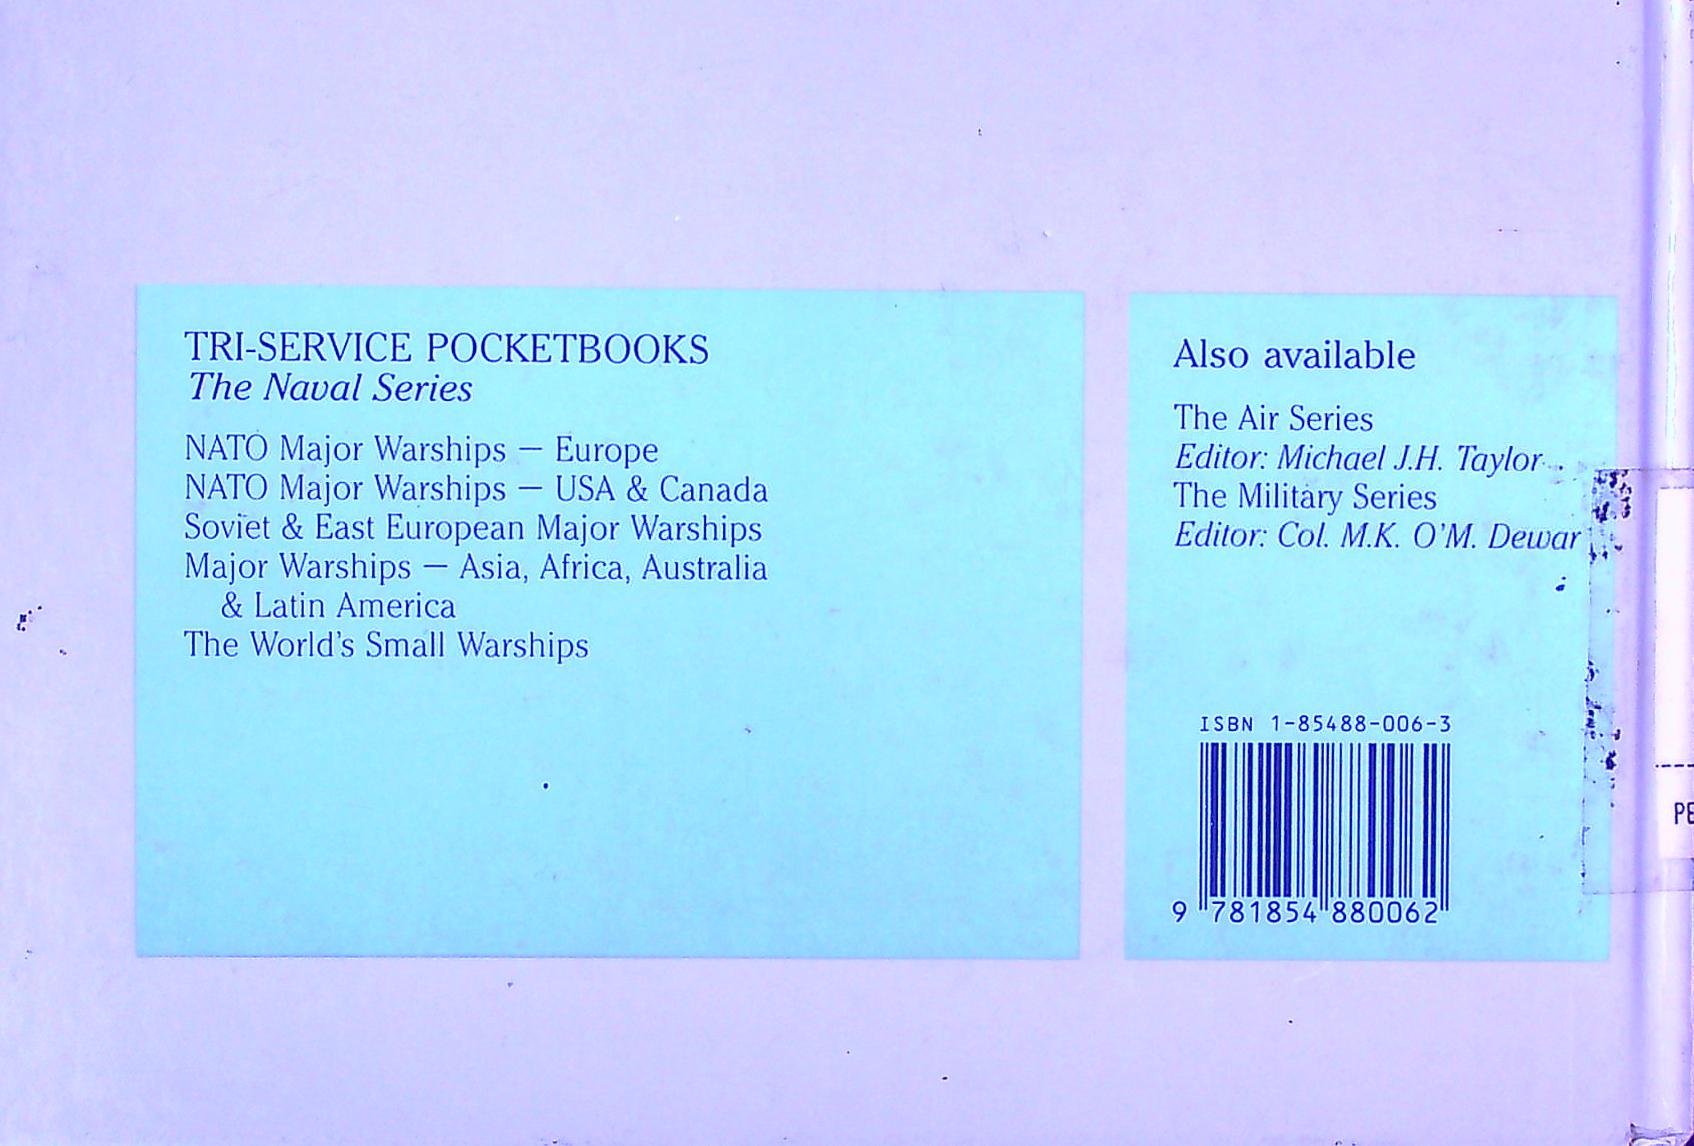 TRI-SERVICE POCKETBOOKS
The Naval Series
NATO Major Warships — Europe
NATO Major Warships — USA & Canada
Soviet & East European Major Warships
Major Warships — Asia, Africa, Australia
& Latin America
The World's Small Warships
Also available
The Air Series
Editor: Michael J.H. Taylor
The Military Series
Editor: Col. M.K. O'M. Dewar
ISBN 1-85488-006-3
9 781854 880062